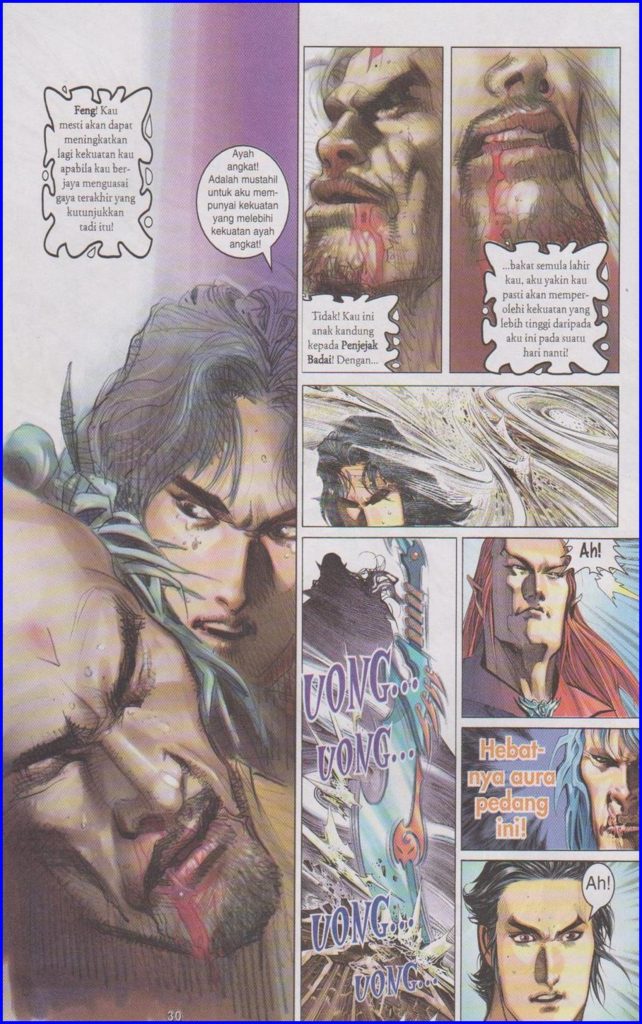 Feng! Kau
mesti akan dapat
meningkatkan
lagi kekuatan kau
apabila kau ber-
jaya menguasai
gaya terakhir yang
kutunjukkan
tadi itu!
Ayah
angkat!
Adalah mustahil
untuk aku mem-
punyai kekuatan
yang melebihi
kekuatan ayah
angkat!
Tidak! Kau ini
anak kandung
kepada Penjejak
Badai! Dengan...
...bakat semula lahir
kau, aku yakin kau
pasti akan memper-
olehi kekuatan yang
lebih tinggi daripada
aku ini pada suatu
hari nanti!
UONG...
UONG...
UONG...
UONG...
Ah!
Hebat-
nya aura
pedang
ini!
Ah!
30